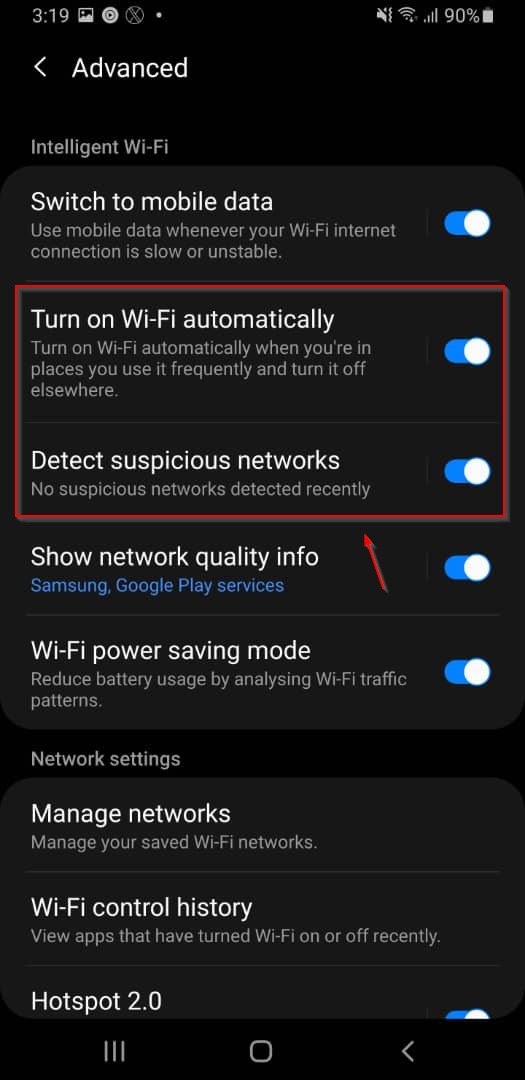 3:19 90%
Advanced
Intelligent Wi-Fi
Switch to mobile data
Use mobile data whenever your Wi-Fi internet
connection is slow or unstable.
Turn on Wi-Fi automatically
Turn on Wi-Fi automatically when you're in
places you use it frequently and turn it off
elsewhere.
Detect suspicious networks
No suspicious networks detected recently
Show network quality info
Samsung, Google Play services
Wi-Fi power saving mode
Reduce battery usage by analysing Wi-Fi traffic
patterns.
Network settings
Manage networks
Manage your saved Wi-Fi networks.
Wi-Fi control history
View apps that have turned Wi-Fi on or off recently.
Hotspot 2.0